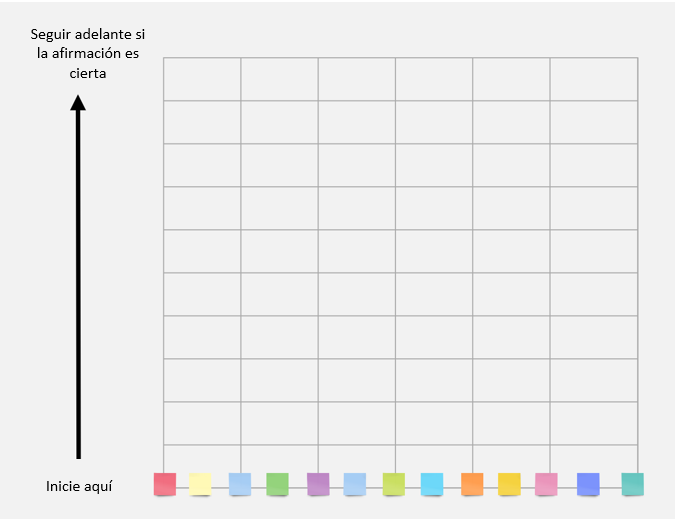 Seguir adelante si
la afirmación es
cierta
Inicie aquí